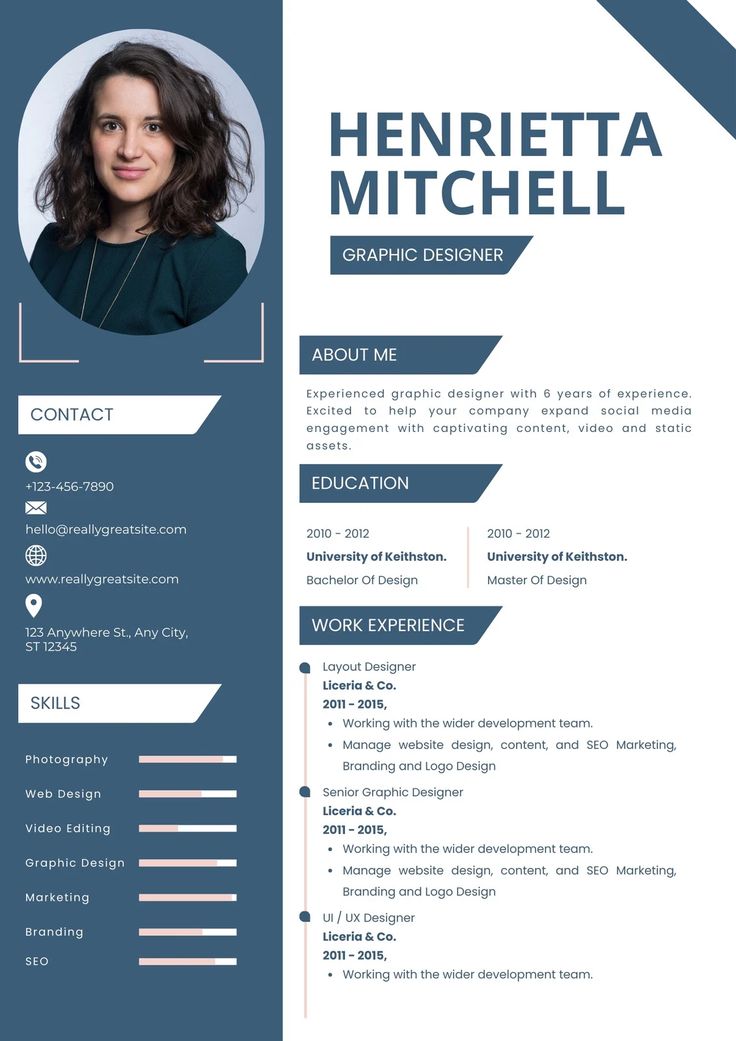 HENRIETTA
MITCHELL
GRAPHIC DESIGNER
CONTACT
+123-456-7890
hello@reallygreatsite.com
www.reallygreatsite.com
123 Anywhere St., Any City,
ST 12345
SKILLS
Photography
Web Design
Video Editing
Graphic Design
Marketing
Branding
SEO
ABOUT ME
Experienced graphic designer with 6 years of experience.
Excited to help your company expand social media
engagement with captivating content, video and static
assets.
EDUCATION
2010 - 2012
University of Keithston.
Bachelor Of Design
2010 - 2012
University of Keithston.
Master Of Design
WORK EXPERIENCE
Layout Designer
Liceria & Co.
2011 - 2015,
• Working with the wider development team.
• Manage website design, content, and SEO Marketing,
Branding and Logo Design
Senior Graphic Designer
Liceria & Co.
2011 - 2015,
• Working with the wider development team.
• Manage website design, content, and SEO Marketing,
Branding and Logo Design
UI / UX Designer
Liceria & Co.
2011 - 2015,
• Working with the wider development team.